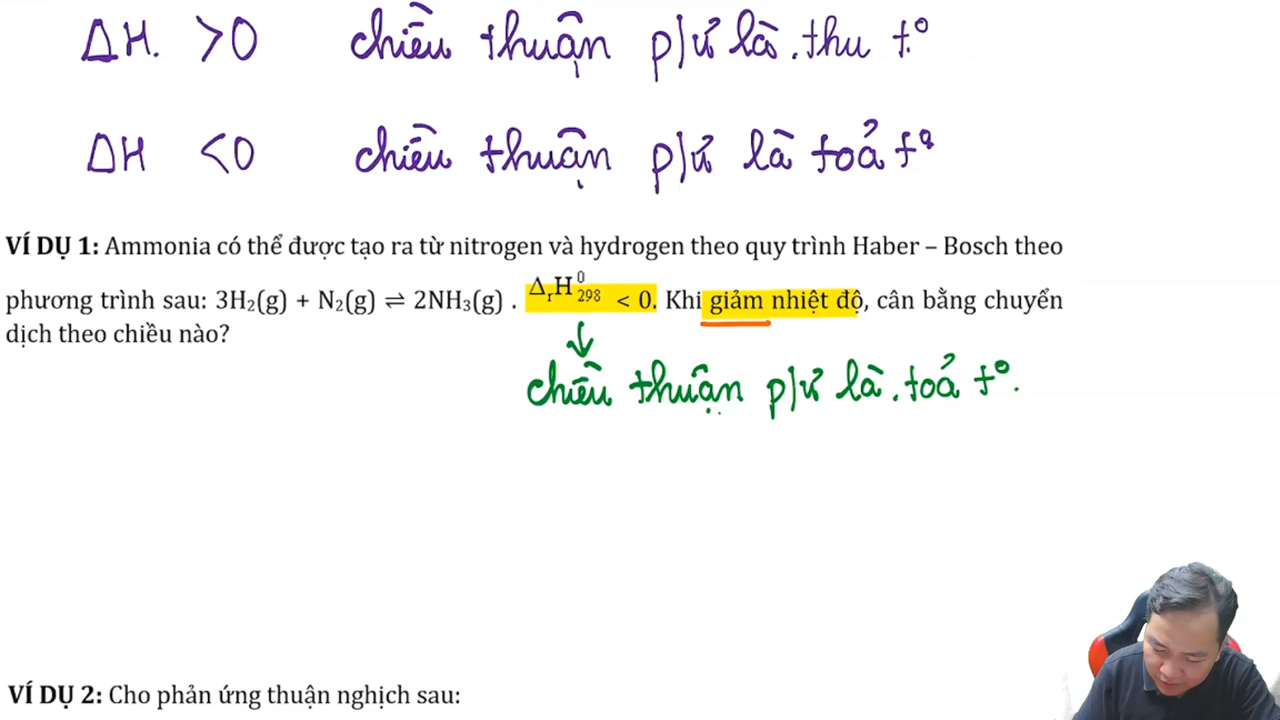 ΔH. >0 chiều thuận p/ư là .thu t°
ΔH <0 chiều thuận p/ư là toả t°
VÍ DỤ 1: Ammonia có thể được tạo ra từ nitrogen và hydrogen theo quy trình Haber – Bosch theo
phương trình sau: 3H₂(g) + N₂(g) ⇌ 2NH₃(g) . ΔᵣH⁰₂₉₈ < 0. Khi giảm nhiệt độ, cân bằng chuyển
dịch theo chiều nào?
chiều thuận p/ư là .toả t°.
VÍ DỤ 2: Cho phản ứng thuận nghịch sau: